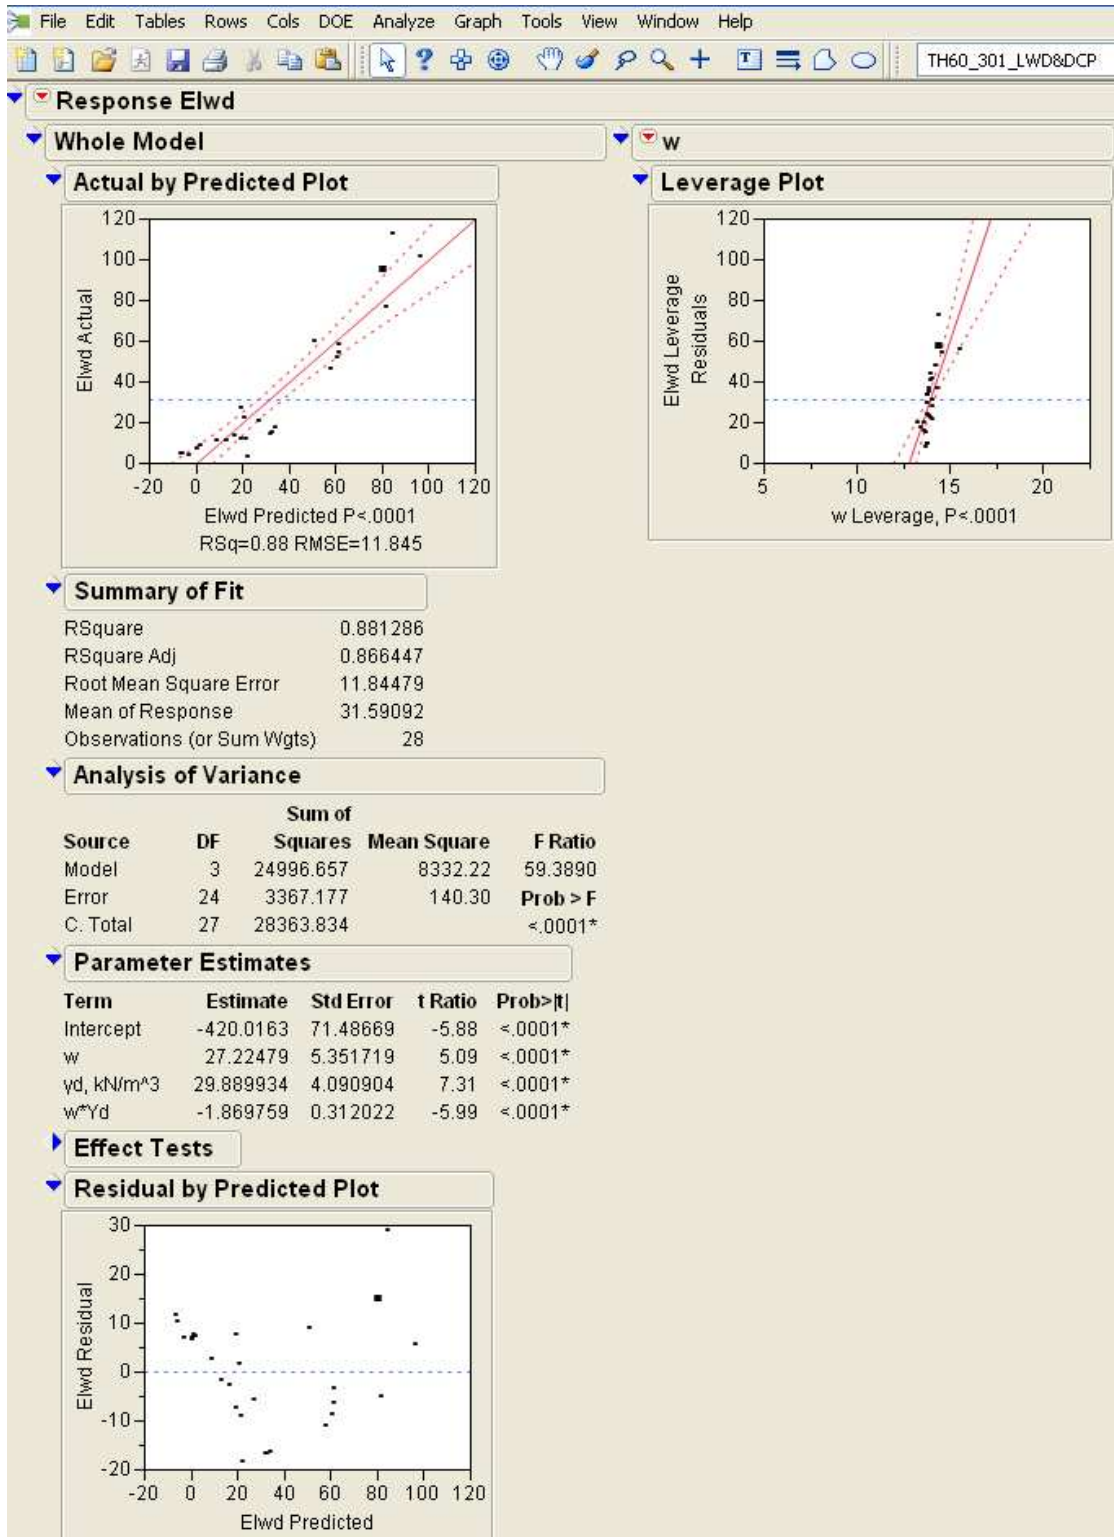 File Edit Tables Rows Cols DOE Analyze Graph Tools View Window Help
TH60_301_LWD&DCP
Response Elwd
Whole Model
Actual by Predicted Plot
Elwd Actual
120
100
80
60
40
20
0
-20 0 20 40 60 80 100 120
Elwd Predicted P<.0001
RSq=0.88 RMSE=11.845
w
Leverage Plot
Elwd Leverage
Residuals
120
100
80
60
40
20
0
5 10 15 20
w Leverage, P<.0001
Summary of Fit
RSquare 0.881286
RSquare Adj 0.866447
Root Mean Square Error 11.84479
Mean of Response 31.59092
Observations (or Sum Wgts) 28
Analysis of Variance
Sum of
Source DF Squares Mean Square F Ratio
Model 3 24996.657 8332.22 59.3890
Error 24 3367.177 140.30 Prob > F
C. Total 27 28363.834 <.0001*
Parameter Estimates
Term Estimate Std Error t Ratio Prob>|t|
Intercept -420.0163 71.48669 -5.88 <.0001*
w 27.22479 5.351719 5.09 <.0001*
γd, kN/m^3 29.889934 4.090904 7.31 <.0001*
w*Yd -1.869759 0.312022 -5.99 <.0001*
Effect Tests
Residual by Predicted Plot
Elwd Residual
30
20
10
0
-10
-20
-20 0 20 40 60 80 100 120
Elwd Predicted